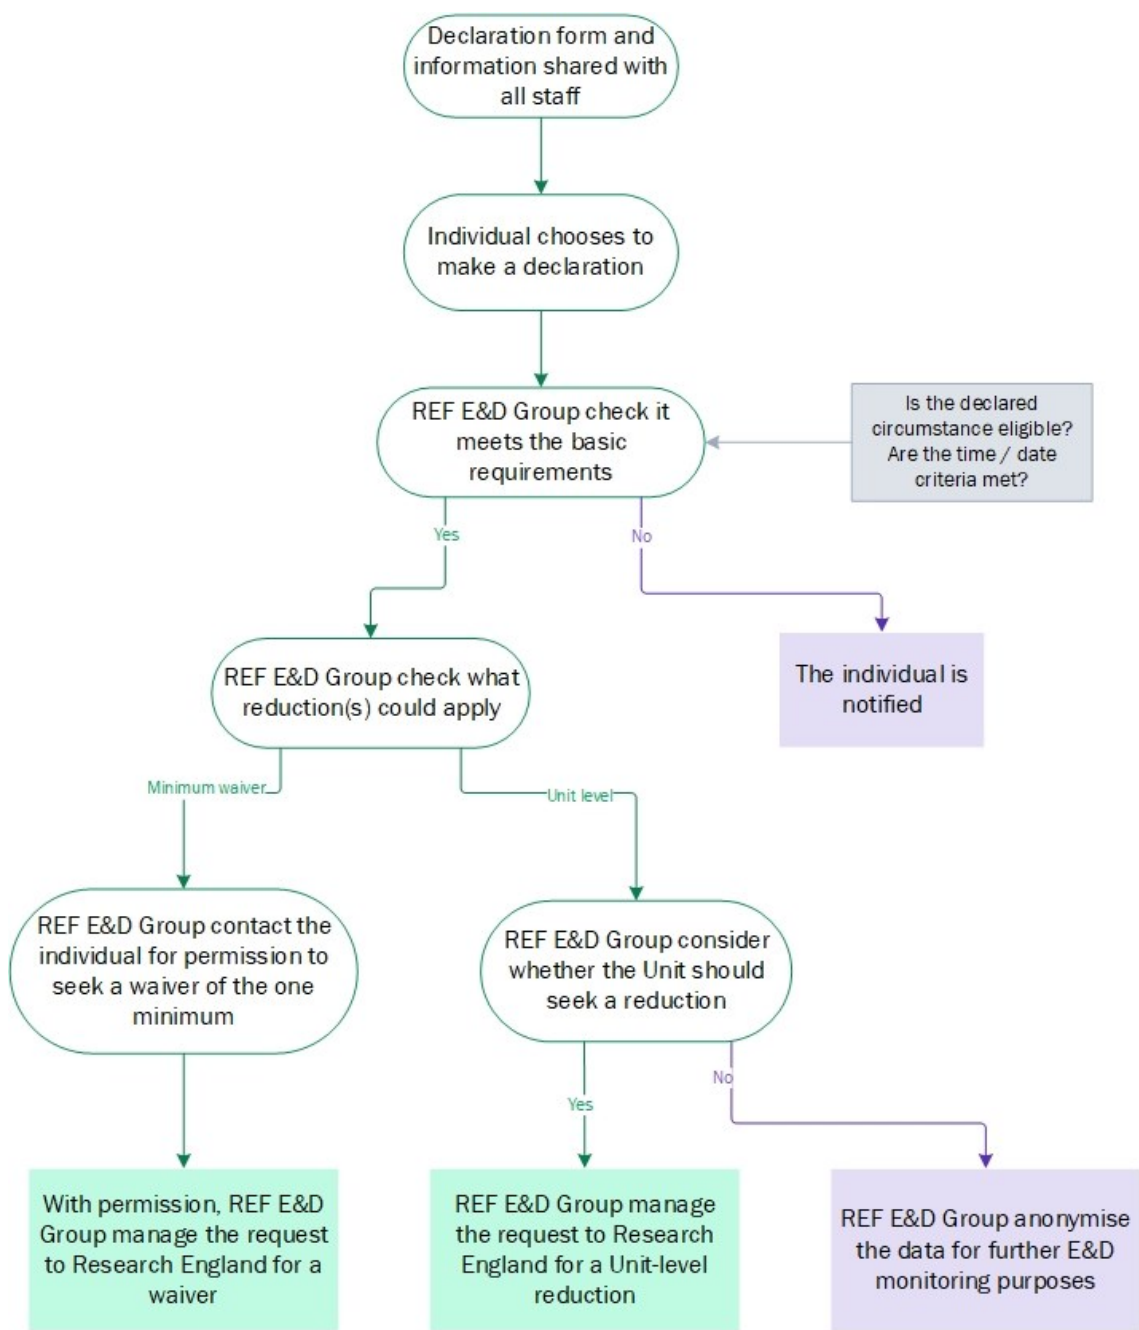 Declaration form and
information shared with
all staff
Individual chooses to
make a declaration
REF E&D Group check it
meets the basic
requirements
Is the declared
circumstance eligible?
Are the time / date
criteria met?
Yes
No
REF E&D Group check what
reduction(s) could apply
The individual is
notified
Minimum waiver
Unit level
REF E&D Group contact the
individual for permission to
seek a waiver of the one
minimum
REF E&D Group consider
whether the Unit should
seek a reduction
Yes
No
With permission, REF E&D
Group manage the request
to Research England for a
waiver
REF E&D Group manage
the request to Research
England for a Unit-level
reduction
REF E&D Group anonymise
the data for further E&D
monitoring purposes